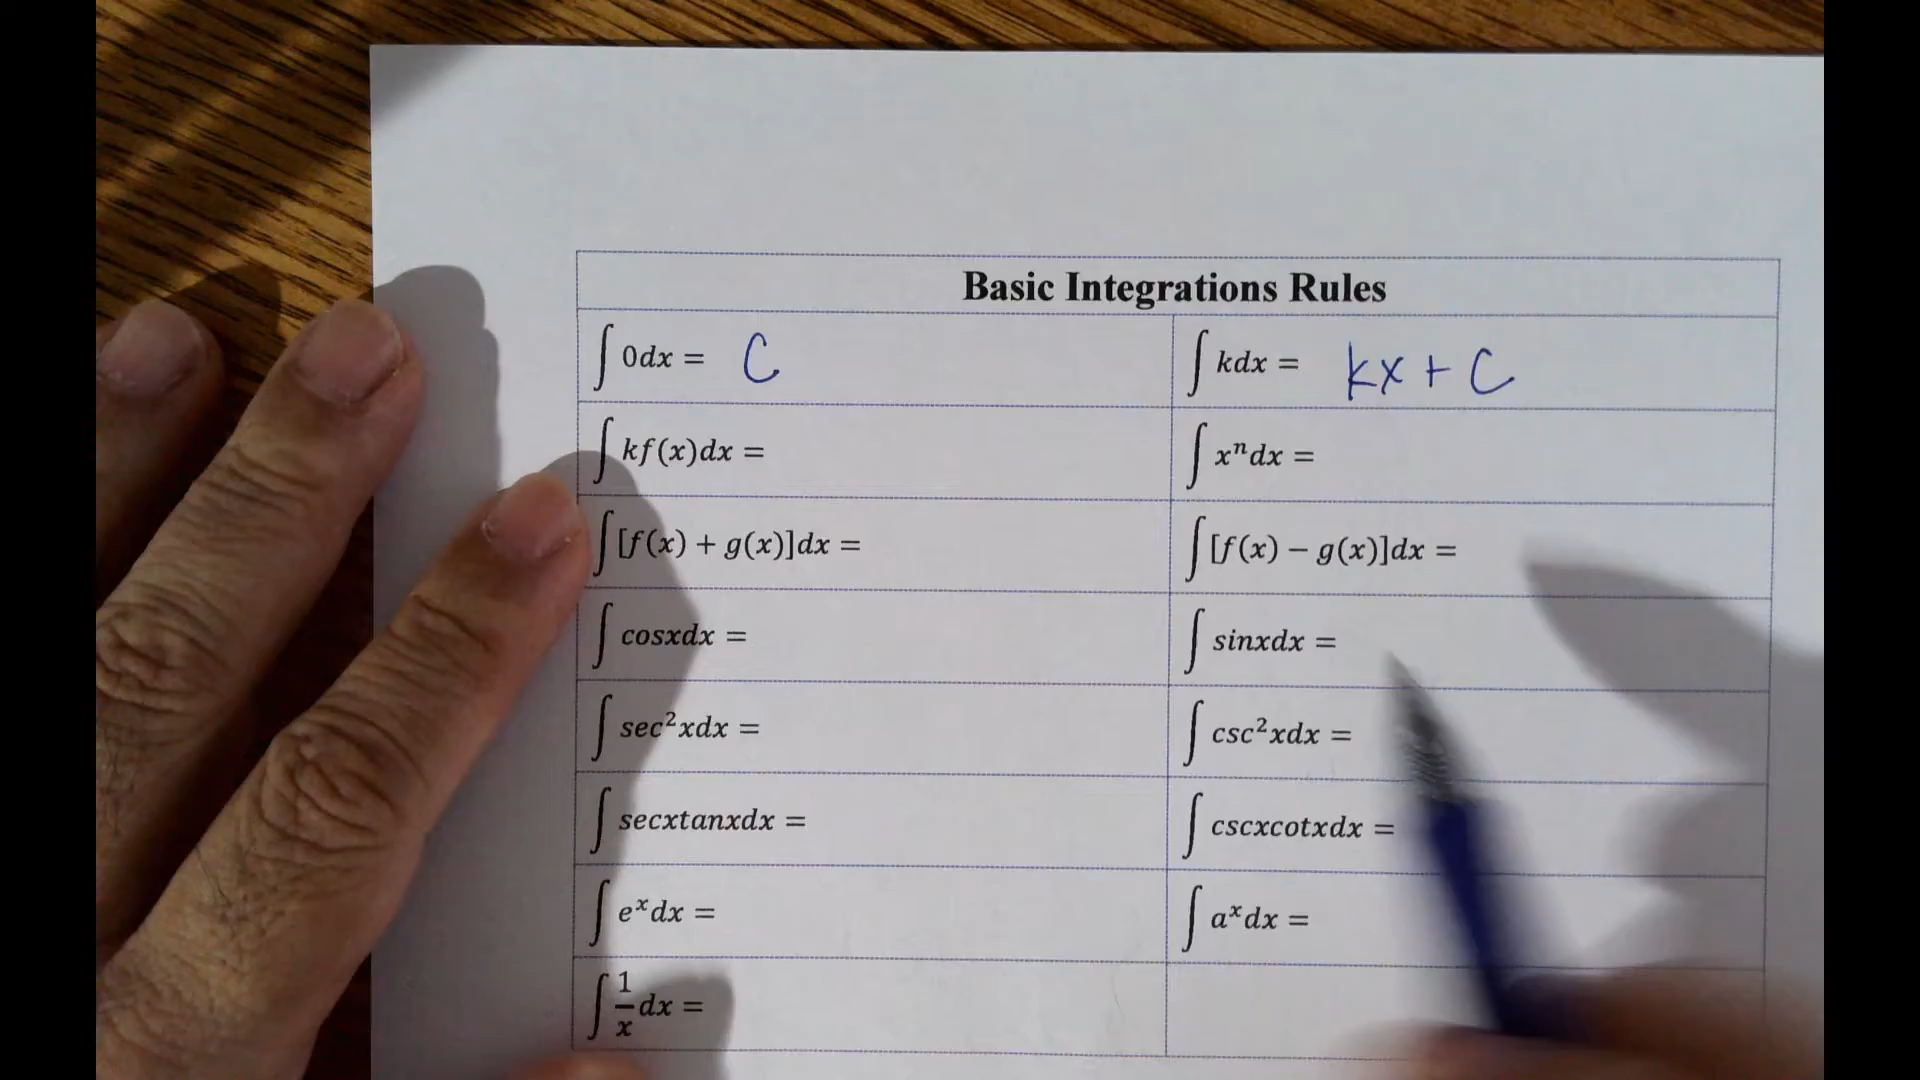 Basic Integrations Rules
∫ 0dx = C
∫ kdx = kx + C
∫ kf(x)dx =
∫ xⁿdx =
∫ [f(x) + g(x)]dx =
∫ [f(x) − g(x)]dx =
∫ cosxdx =
∫ sinxdx =
∫ sec²xdx =
∫ csc²xdx =
∫ secxtanxdx =
∫ cscxcotxdx =
∫ eˣdx =
∫ aˣdx =
∫ 1/x dx =